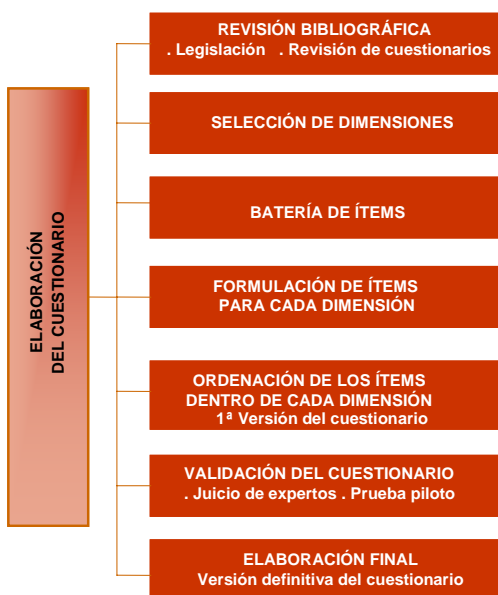 ELABORACIÓN
DEL CUESTIONARIO
REVISIÓN BIBLIOGRÁFICA
. Legislación . Revisión de cuestionarios
SELECCIÓN DE DIMENSIONES
BATERÍA DE ÍTEMS
FORMULACIÓN DE ÍTEMS
PARA CADA DIMENSIÓN
ORDENACIÓN DE LOS ÍTEMS
DENTRO DE CADA DIMENSIÓN
1ª Versión del cuestionario
VALIDACIÓN DEL CUESTIONARIO
. Juicio de expertos . Prueba piloto
ELABORACIÓN FINAL
Versión definitiva del cuestionario